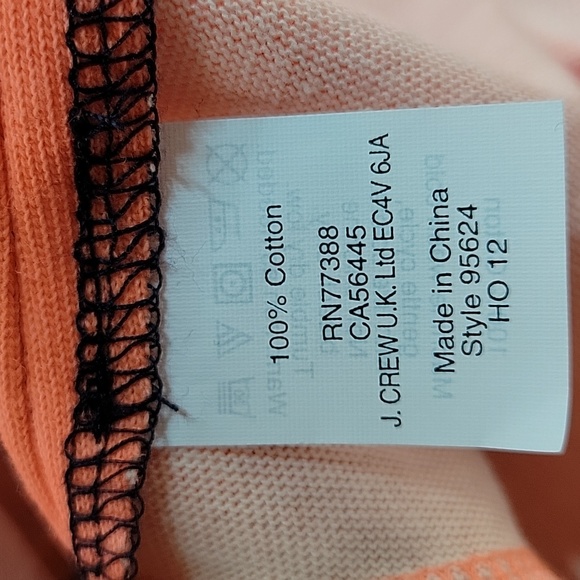 100% Cotton
RN77388
CA56445
J. CREW U.K. Ltd EC4V 6JA
Made in China
Style 95624
HO 12